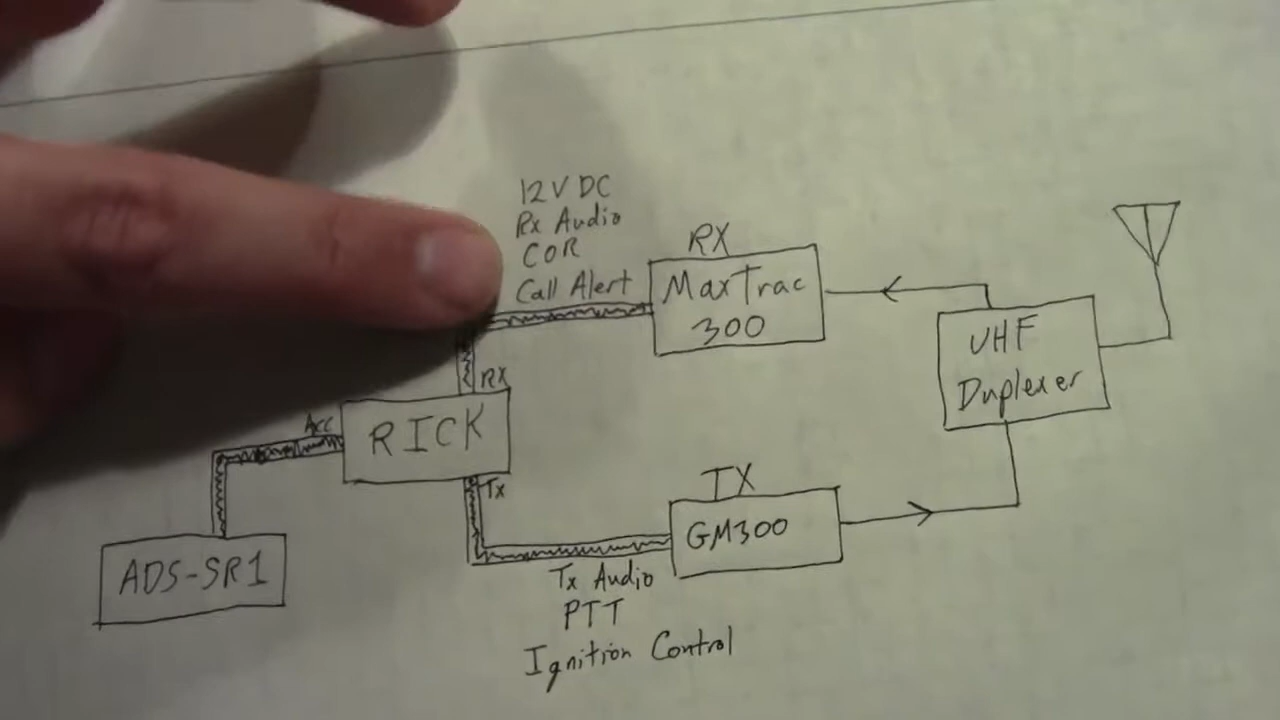 12V DC
Rx Audio
COR
Call Alert
RX
MaxTrac
300
UHF
Duplexer
RX
Acc
RICK
Tx
TX
GM300
ADS-SR1
Tx Audio
PTT
Ignition Control